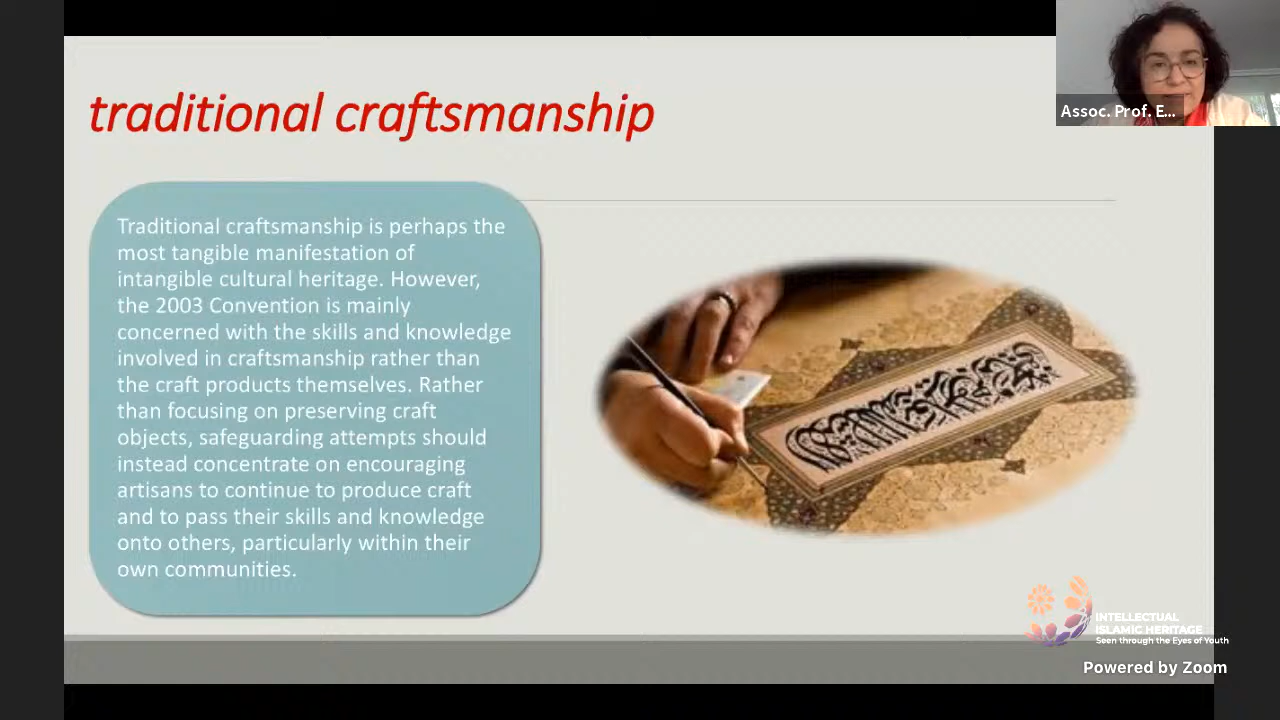 traditional craftsmanship
Assoc. Prof. E...
Traditional craftsmanship is perhaps the
most tangible manifestation of
intangible cultural heritage. However,
the 2003 Convention is mainly
concerned with the skills and knowledge
involved in craftsmanship rather than
the craft products themselves. Rather
than focusing on preserving craft
objects, safeguarding attempts should
instead concentrate on encouraging
artisans to continue to produce craft
and to pass their skills and knowledge
onto others, particularly within their
own communities.
INTELLECTUAL
ISLAMIC HERITAGE
Seen through the Eyes of Youth
Powered by Zoom